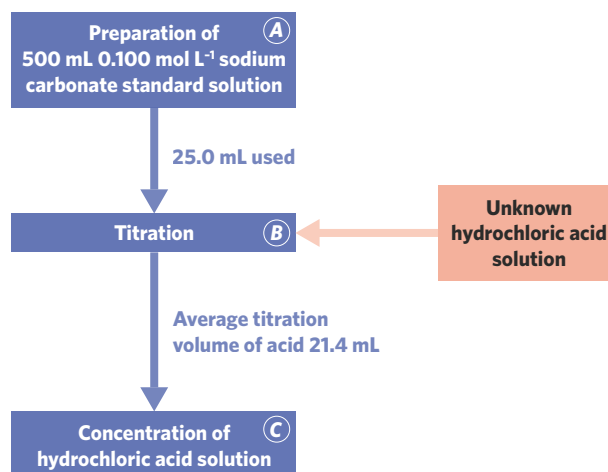 Preparation of
500 mL 0.100 mol L⁻¹ sodium
carbonate standard solution
A
25.0 mL used
Titration
B
Unknown
hydrochloric acid
solution
Average titration
volume of acid 21.4 mL
Concentration of
hydrochloric acid solution
C